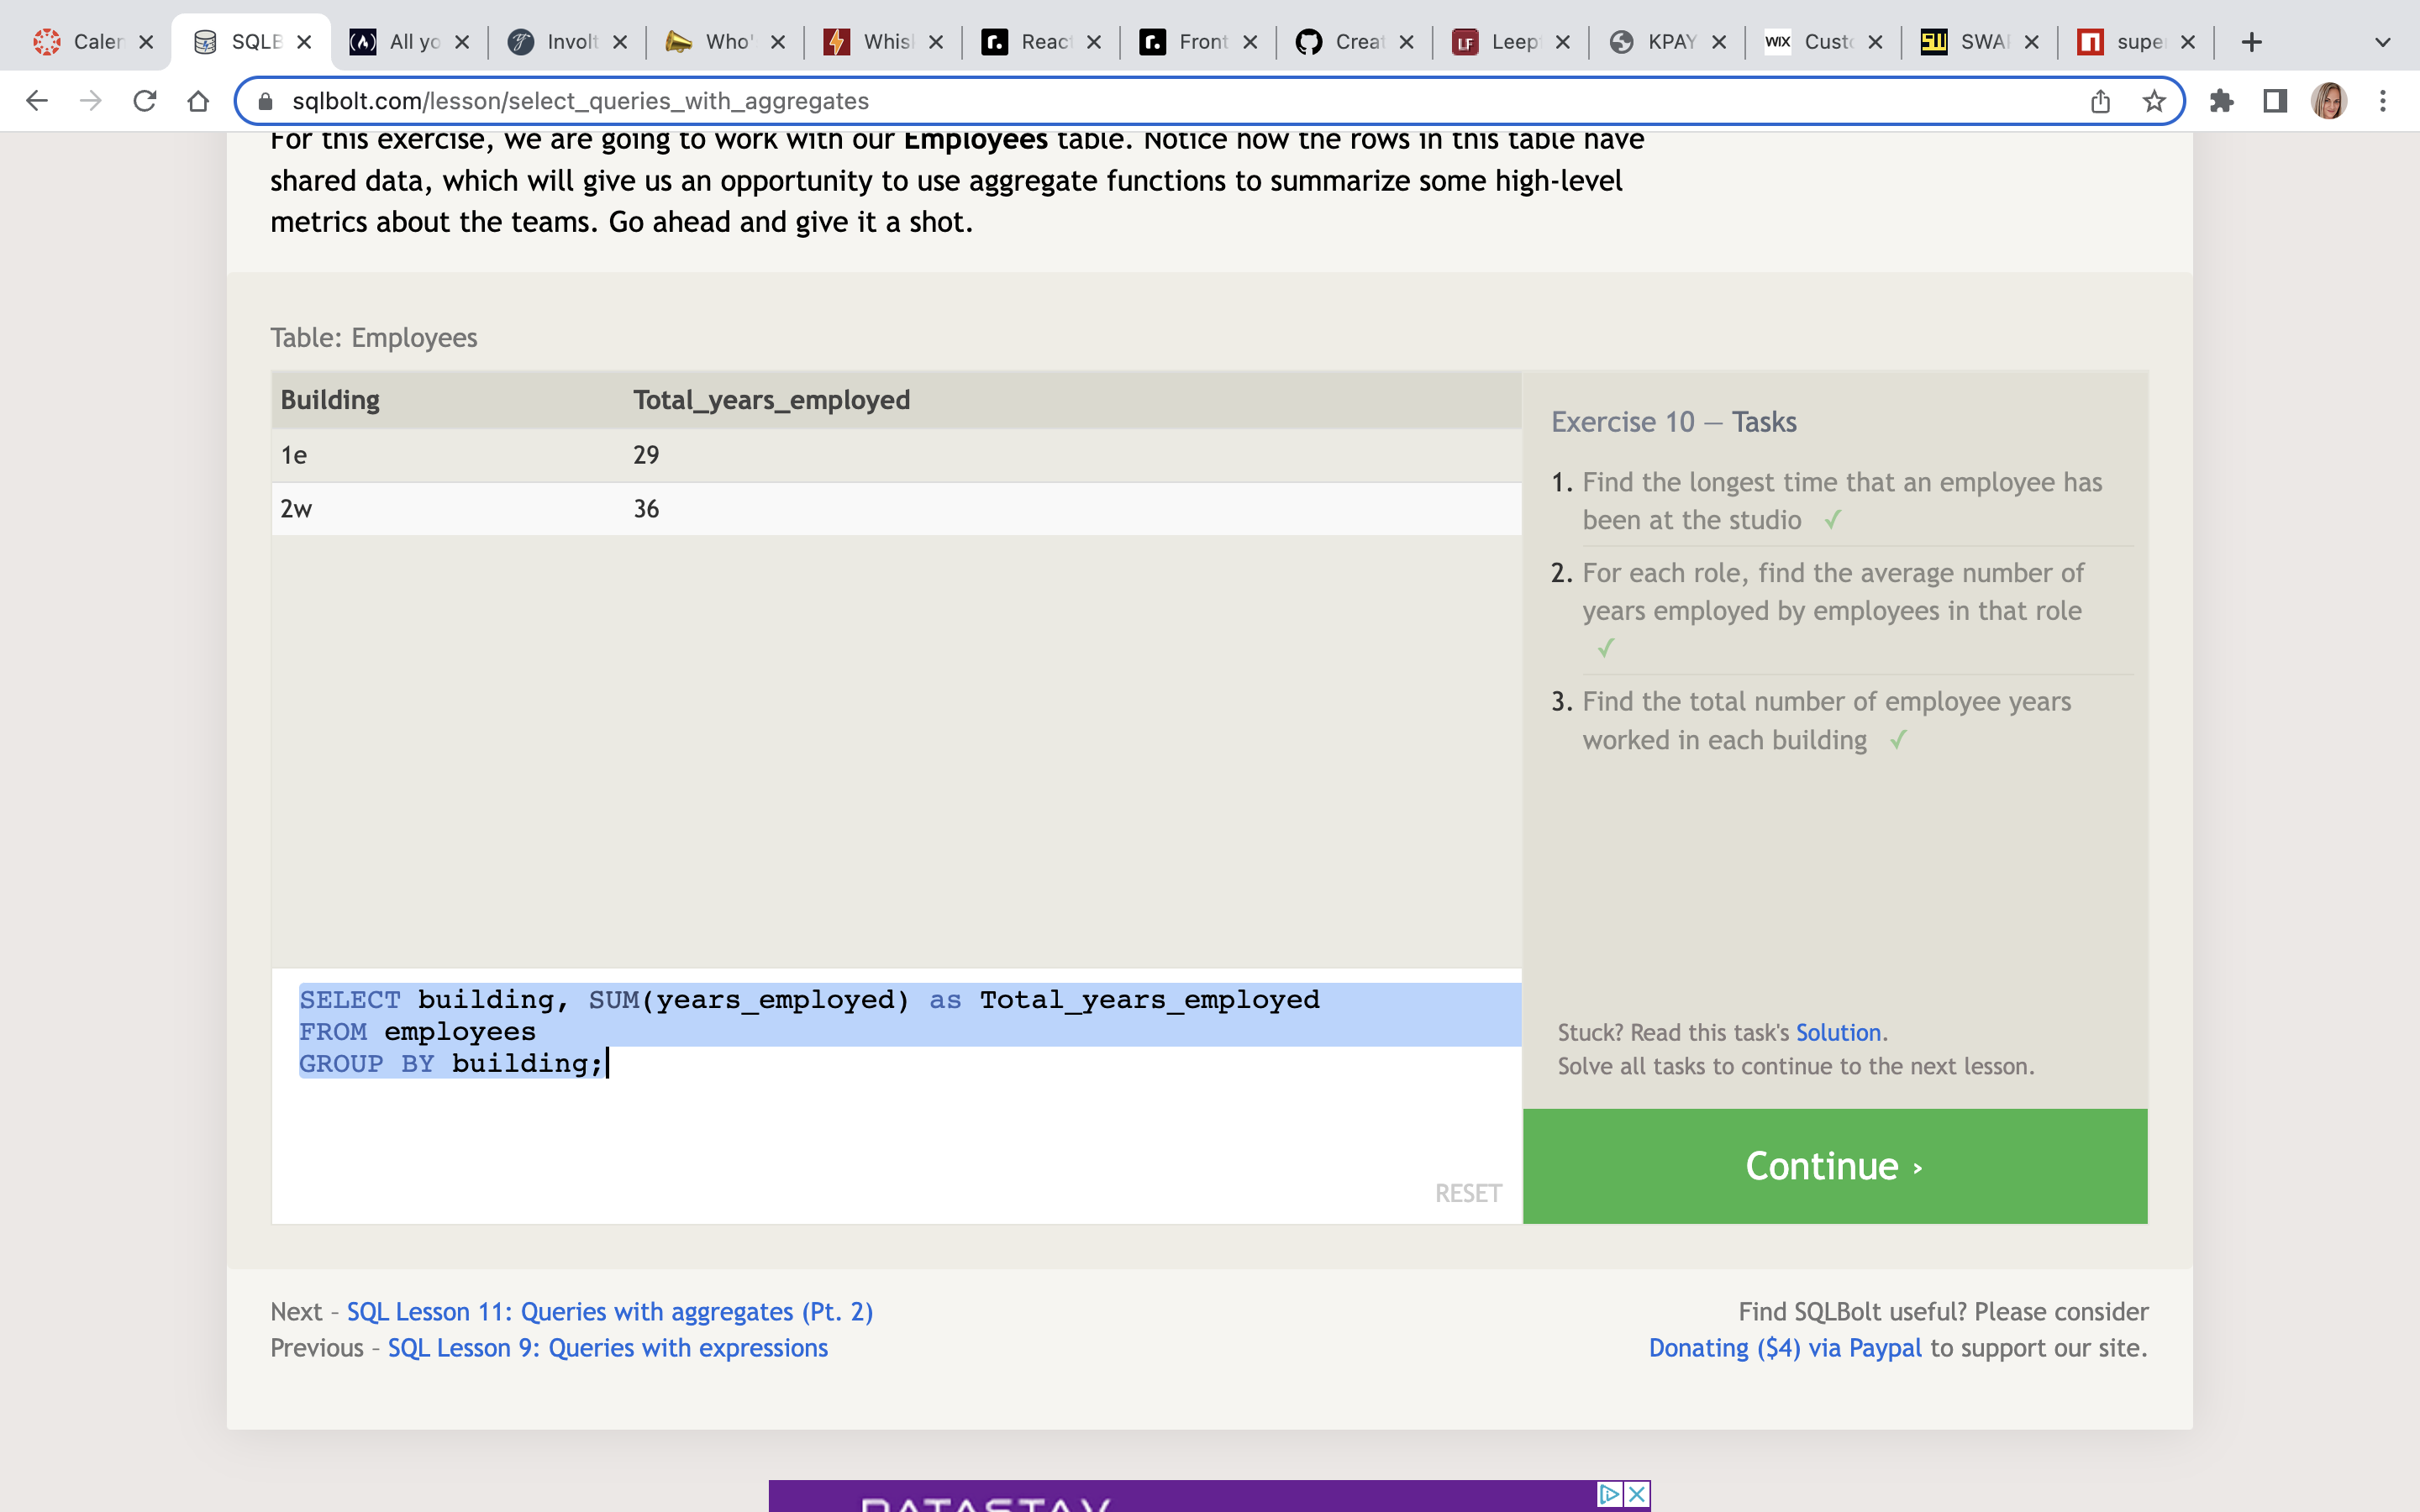 Caler
SQLB
All yo
Involt
Who'
Whis
React
Front
Creat
Leep
KPAY
WIX Custo
SWAP
super
sqlbolt.com/lesson/select_queries_with_aggregates
For this exercise, we are going to work with our Employees table. Notice how the rows in this table have
shared data, which will give us an opportunity to use aggregate functions to summarize some high-level
metrics about the teams. Go ahead and give it a shot.
Table: Employees
Building Total_years_employed
1e 29
2w 36
Exercise 10 — Tasks
1. Find the longest time that an employee has
been at the studio ✓
2. For each role, find the average number of
years employed by employees in that role
✓
3. Find the total number of employee years
worked in each building ✓
SELECT building, SUM(years_employed) as Total_years_employed
FROM employees
GROUP BY building;
RESET
Stuck? Read this task's Solution.
Solve all tasks to continue to the next lesson.
Continue ›
Next – SQL Lesson 11: Queries with aggregates (Pt. 2)
Previous – SQL Lesson 9: Queries with expressions
Find SQLBolt useful? Please consider
Donating ($4) via Paypal to support our site.